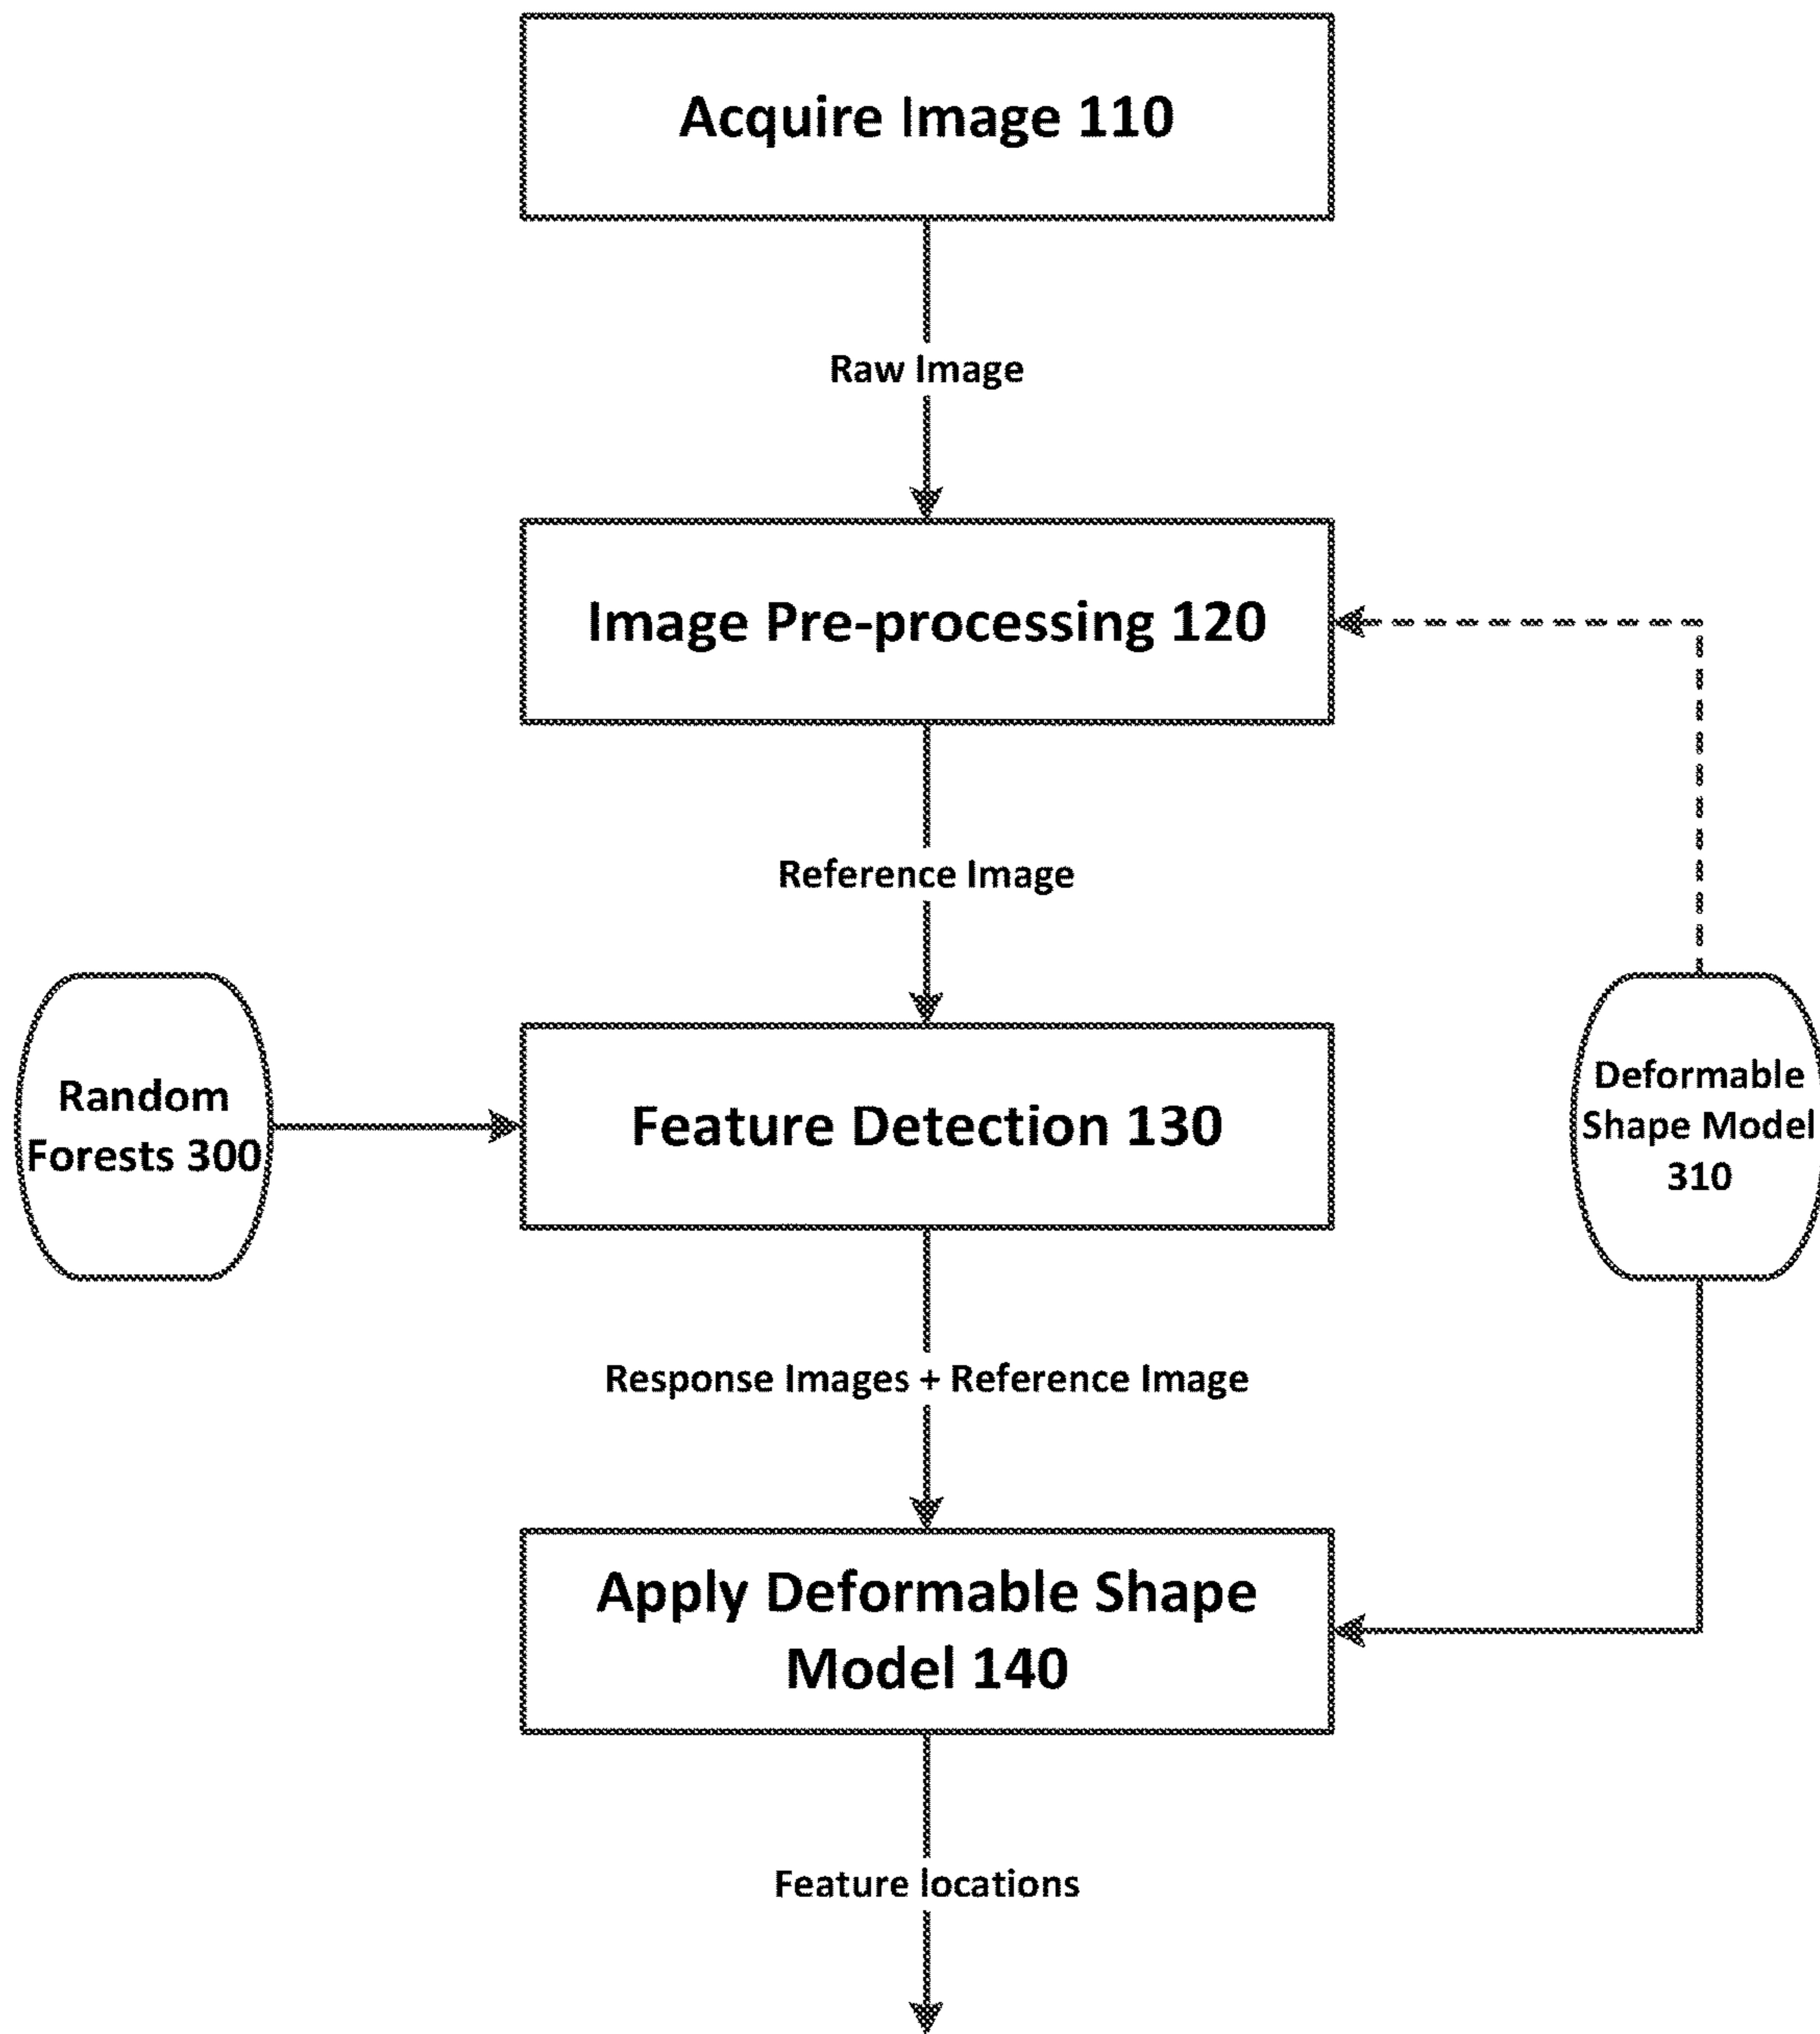 Acquire Image 110
Raw Image
Image Pre-processing 120
Reference Image
Random
Forests 300
Feature Detection 130
Deformable
Shape Model
310
Response Images + Reference Image
Apply Deformable Shape
Model 140
Feature locations